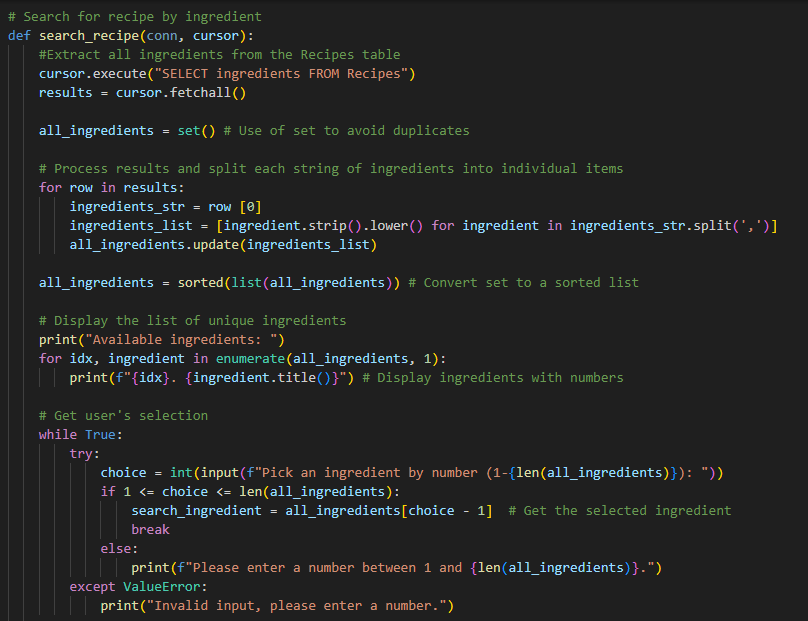 # Search for recipe by ingredient
def search_recipe(conn, cursor):
    #Extract all ingredients from the Recipes table
    cursor.execute("SELECT ingredients FROM Recipes")
    results = cursor.fetchall()

    all_ingredients = set() # Use of set to avoid duplicates

    # Process results and split each string of ingredients into individual items
    for row in results:
        ingredients_str = row [0]
        ingredients_list = [ingredient.strip().lower() for ingredient in ingredients_str.split(',')]
        all_ingredients.update(ingredients_list)

    all_ingredients = sorted(list(all_ingredients)) # Convert set to a sorted list

    # Display the list of unique ingredients
    print("Available ingredients: ")
    for idx, ingredient in enumerate(all_ingredients, 1):
        print(f"{idx}. {ingredient.title()}") # Display ingredients with numbers

    # Get user's selection
    while True:
        try:
            choice = int(input(f"Pick an ingredient by number (1-{len(all_ingredients)}): "))
            if 1 <= choice <= len(all_ingredients):
                search_ingredient = all_ingredients[choice - 1]  # Get the selected ingredient
                break
            else:
                print(f"Please enter a number between 1 and {len(all_ingredients)}.")
        except ValueError:
            print("Invalid input, please enter a number.")